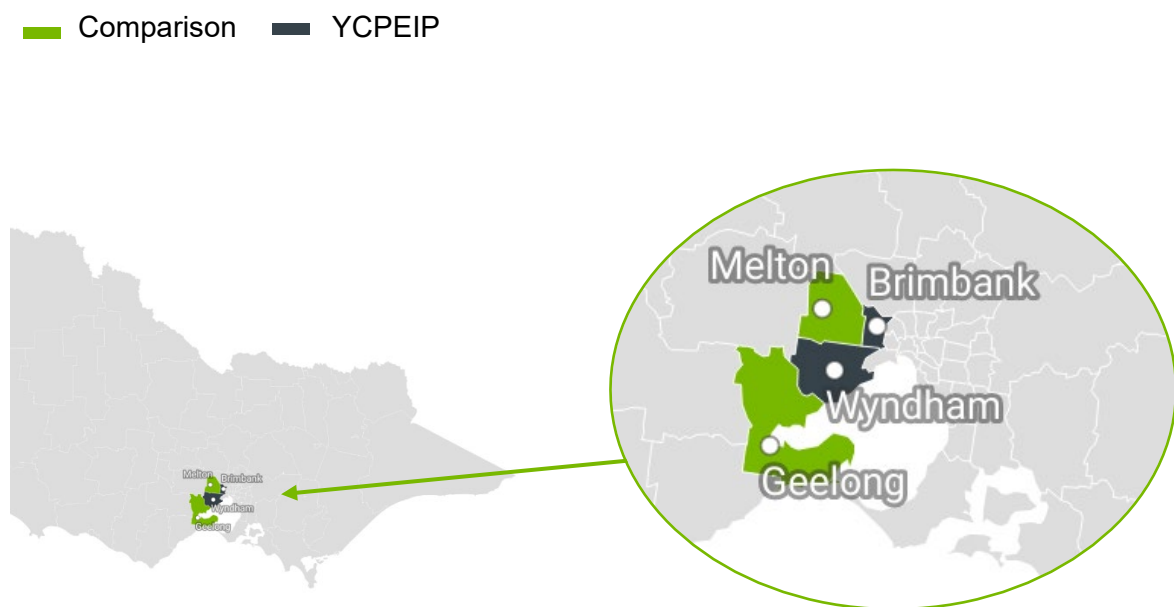 Comparison YCPEIP
Melton
Brimbank
Wyndham
Geelong
Melton
Brimbank
Wyndham
Geelong